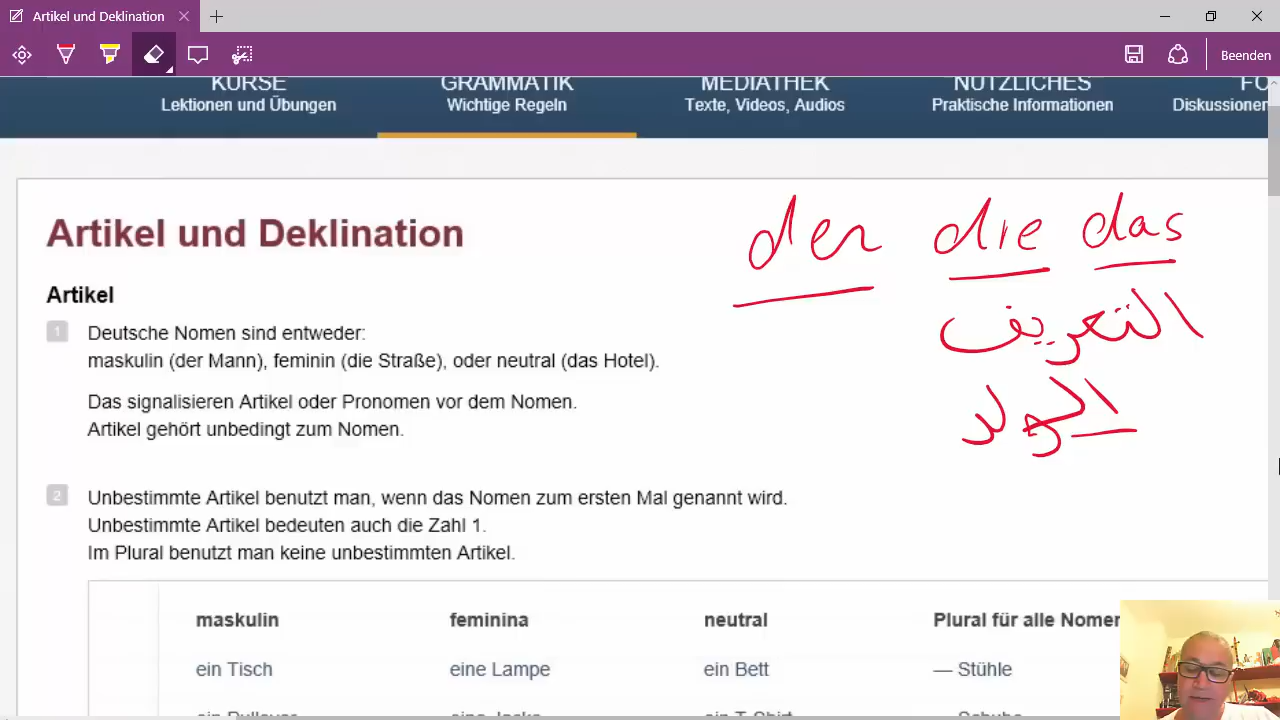 Artikel und Deklination
Beenden
KURSE GRAMMATIK MEDIATHEK NÜTZLICHES
Lektionen und Übungen Wichtige Regeln Texte, Videos, Audios Praktische Informationen Diskussionen
Artikel und Deklination
der die das
التعريف
الولد
Artikel
1 Deutsche Nomen sind entweder:
maskulin (der Mann), feminin (die Straße), oder neutral (das Hotel).
Das signalisieren Artikel oder Pronomen vor dem Nomen.
Artikel gehört unbedingt zum Nomen.
2 Unbestimmte Artikel benutzt man, wenn das Nomen zum ersten Mal genannt wird.
Unbestimmte Artikel bedeuten auch die Zahl 1.
Im Plural benutzt man keine unbestimmten Artikel.
maskulin feminina neutral Plural für alle Nomen
ein Tisch eine Lampe ein Bett — Stühle